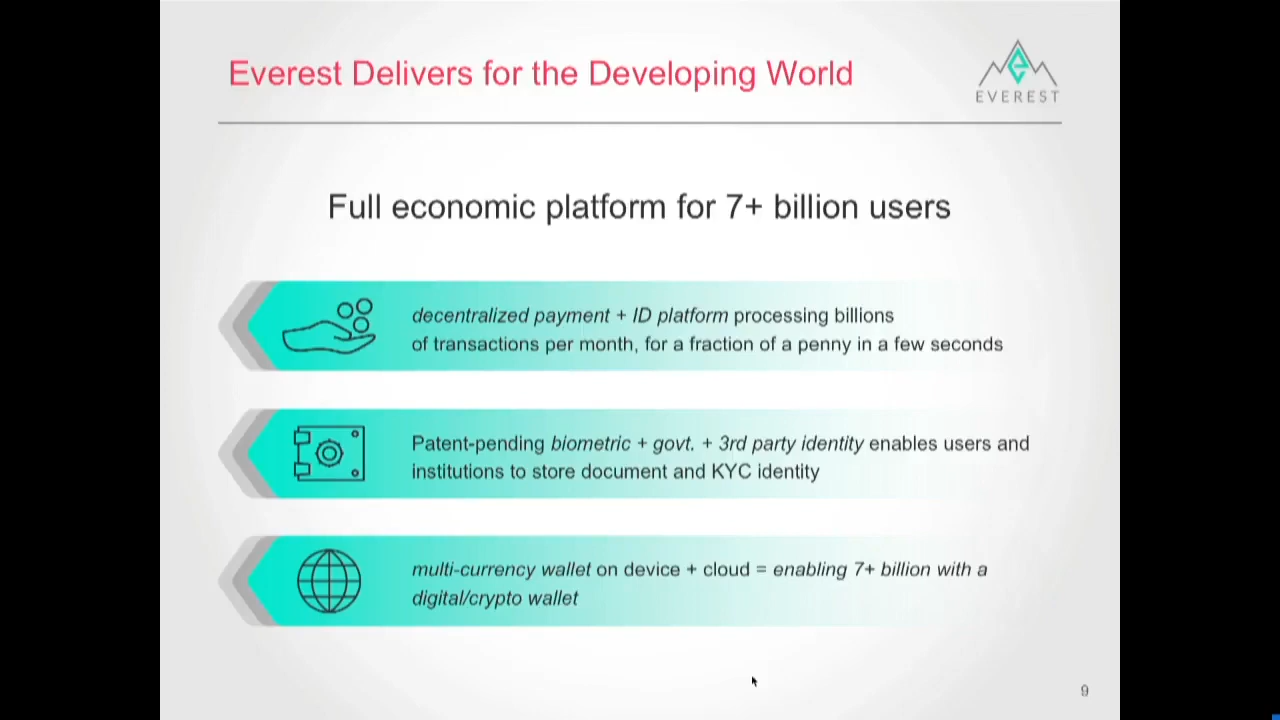 Everest Delivers for the Developing World
EVEREST
Full economic platform for 7+ billion users
decentralized payment + ID platform processing billions
of transactions per month, for a fraction of a penny in a few seconds
Patent-pending biometric + govt. + 3rd party identity enables users and
institutions to store document and KYC identity
multi-currency wallet on device + cloud = enabling 7+ billion with a
digital/crypto wallet
9